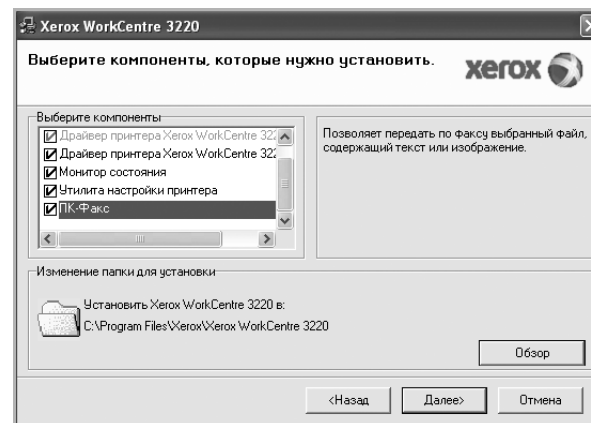 Xerox WorkCentre 3220
Выберите компоненты, которые нужно установить.
xerox
Выберите компоненты
Драйвер принтера Xerox WorkCentre 322
Драйвер принтера Xerox WorkCentre 322
Монитор состояния
Утилита настройки принтера
ПК-Факс
Позволяет передать по факсу выбранный файл,
содержащий текст или изображение.
Изменение папки для установки
Установить Xerox WorkCentre 3220 в:
C:\Program Files\Xerox\Xerox WorkCentre 3220
Обзор
<Назад
Далее>
Отмена